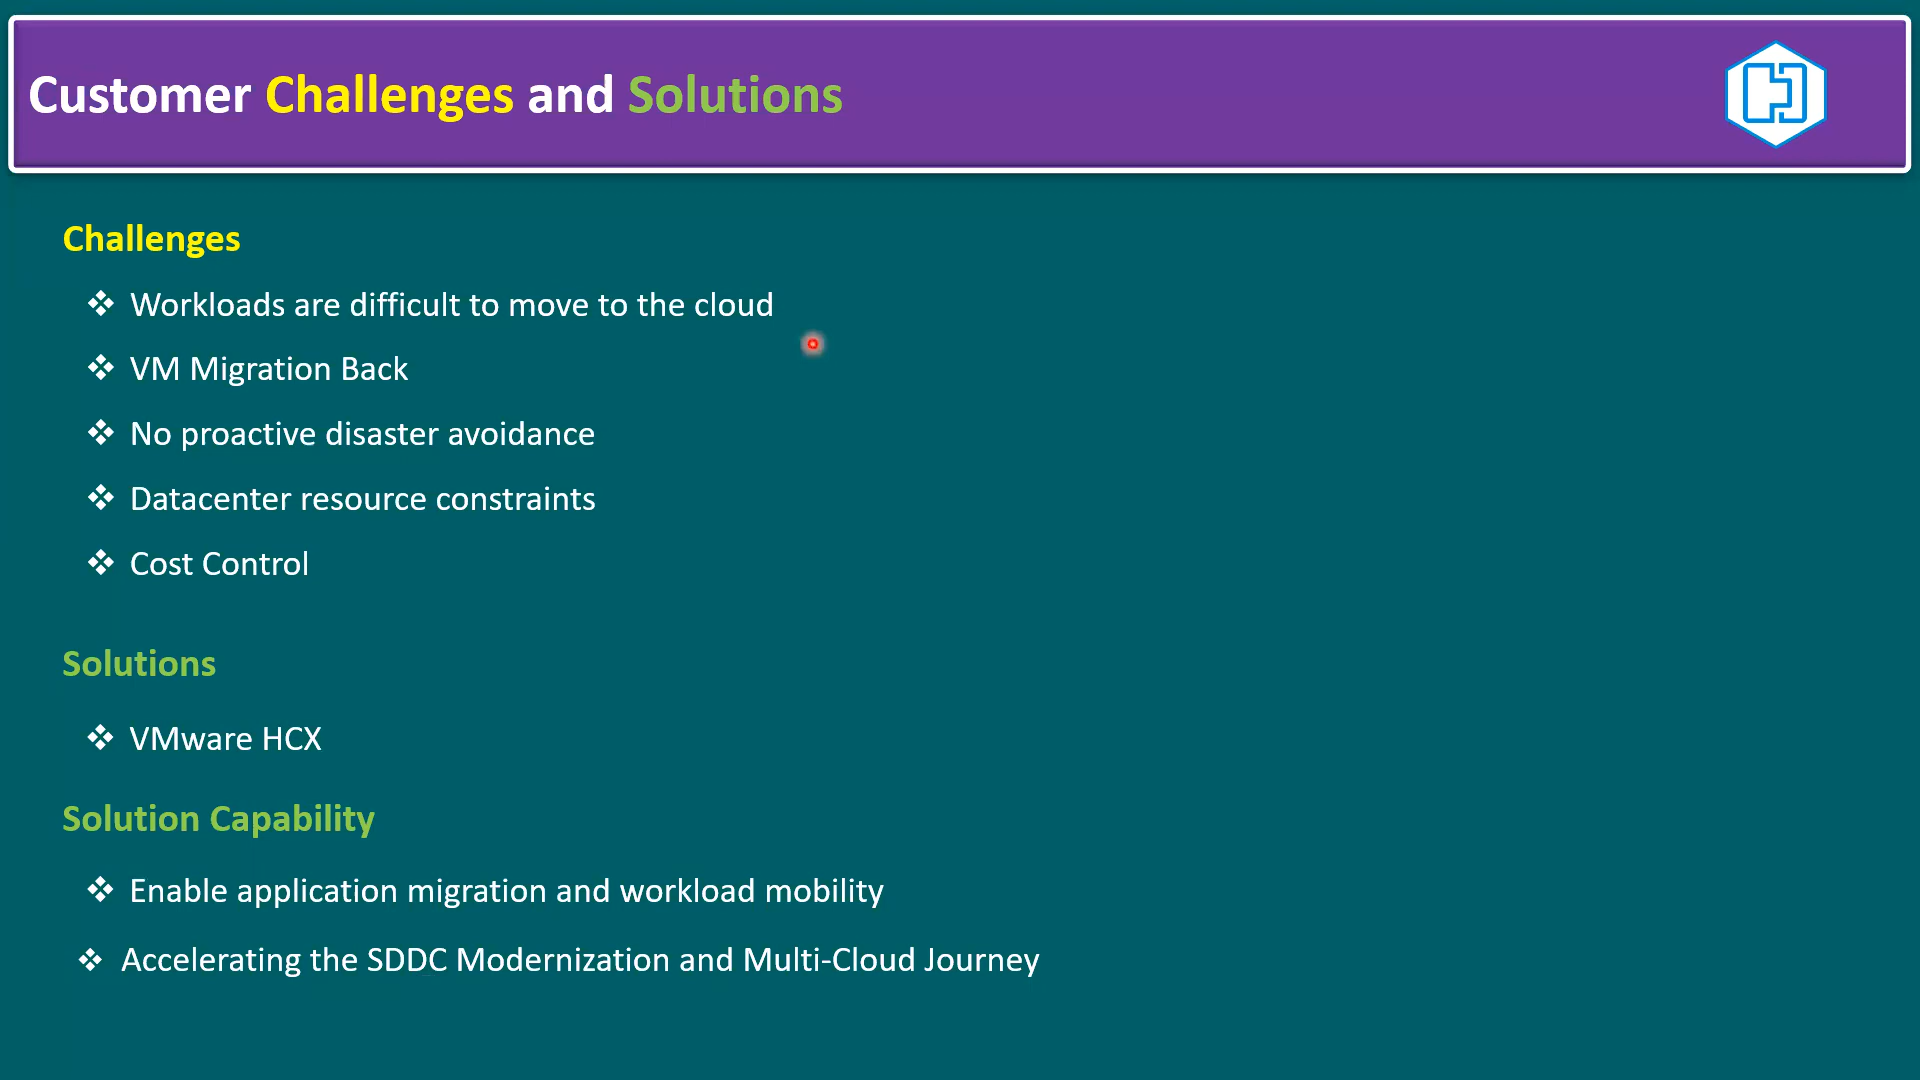 Customer Challenges and Solutions
Challenges
❖ Workloads are difficult to move to the cloud
❖ VM Migration Back
❖ No proactive disaster avoidance
❖ Datacenter resource constraints
❖ Cost Control
Solutions
❖ VMware HCX
Solution Capability
❖ Enable application migration and workload mobility
❖ Accelerating the SDDC Modernization and Multi-Cloud Journey